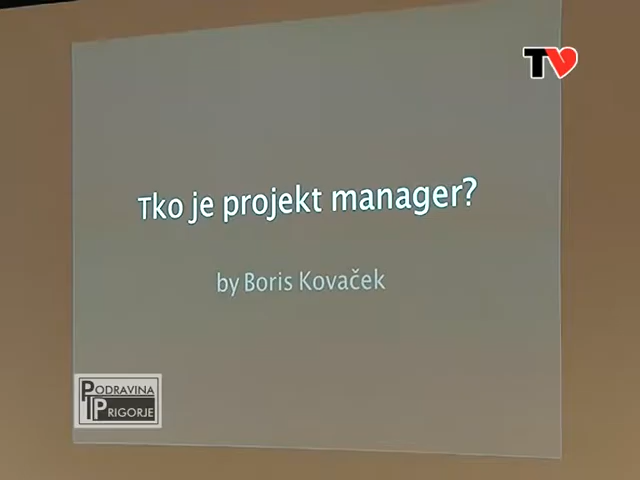 TV
Tko je projekt manager?
by Boris Kovaček
PODRAVINA
I PRIGORJE